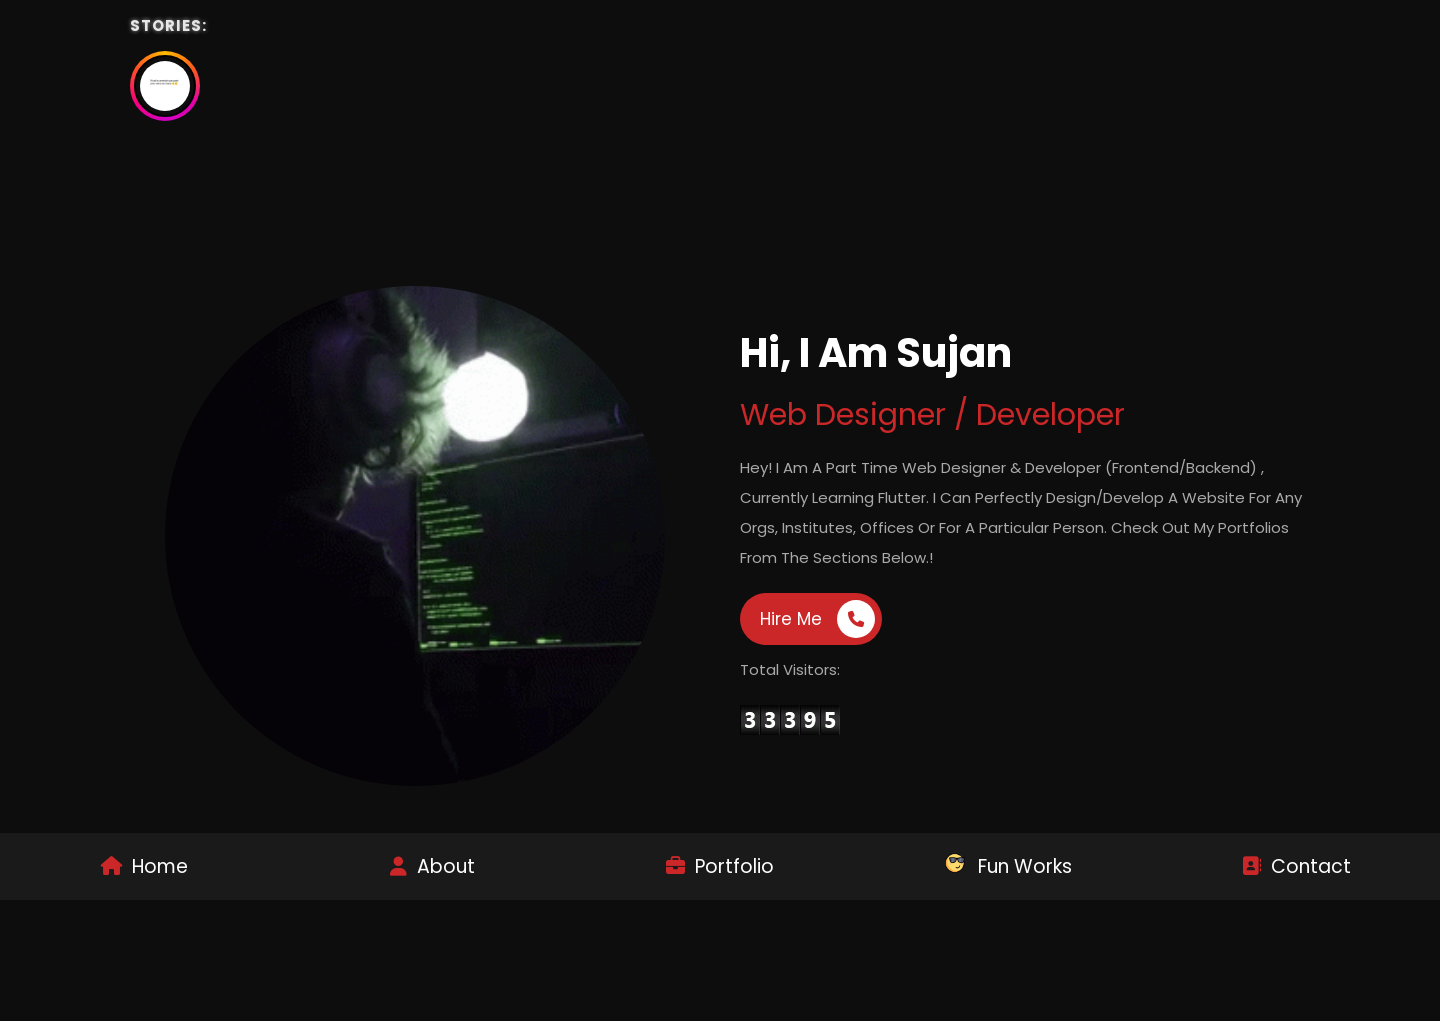 STORIES:
Hi, I Am Sujan
Web Designer / Developer
Hey! I Am A Part Time Web Designer & Developer (Frontend/Backend) ,
Currently Learning Flutter. I Can Perfectly Design/Develop A Website For Any
Orgs, Institutes, Offices Or For A Particular Person. Check Out My Portfolios
From The Sections Below.!
Hire Me
Total Visitors:
33395
Home
About
Portfolio
Fun Works
Contact